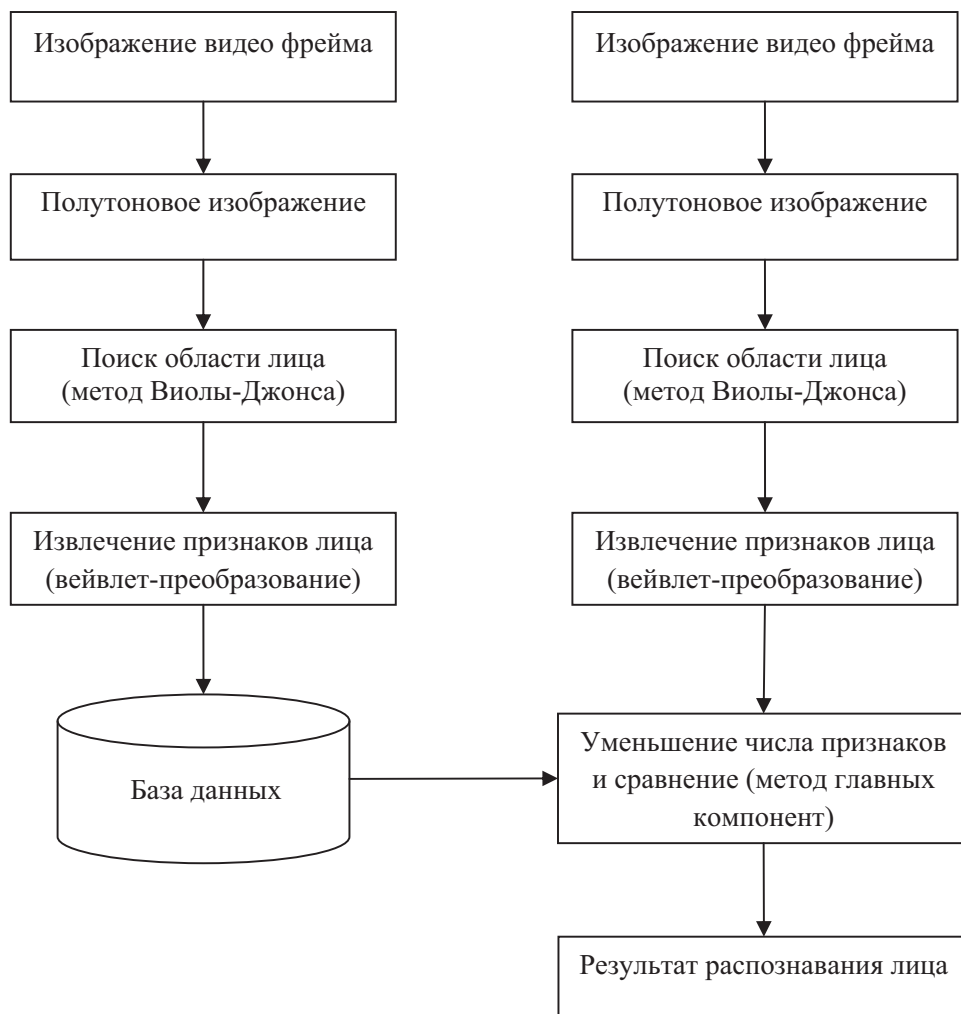 Изображение видео фрейма
Полутоновое изображение
Поиск области лица
(метод Виолы-Джонса)
Извлечение признаков лица
(вейвлет-преобразование)
База данных
Изображение видео фрейма
Полутоновое изображение
Поиск области лица
(метод Виолы-Джонса)
Извлечение признаков лица
(вейвлет-преобразование)
Уменьшение числа признаков
и сравнение (метод главных
компонент)
Результат распознавания лица